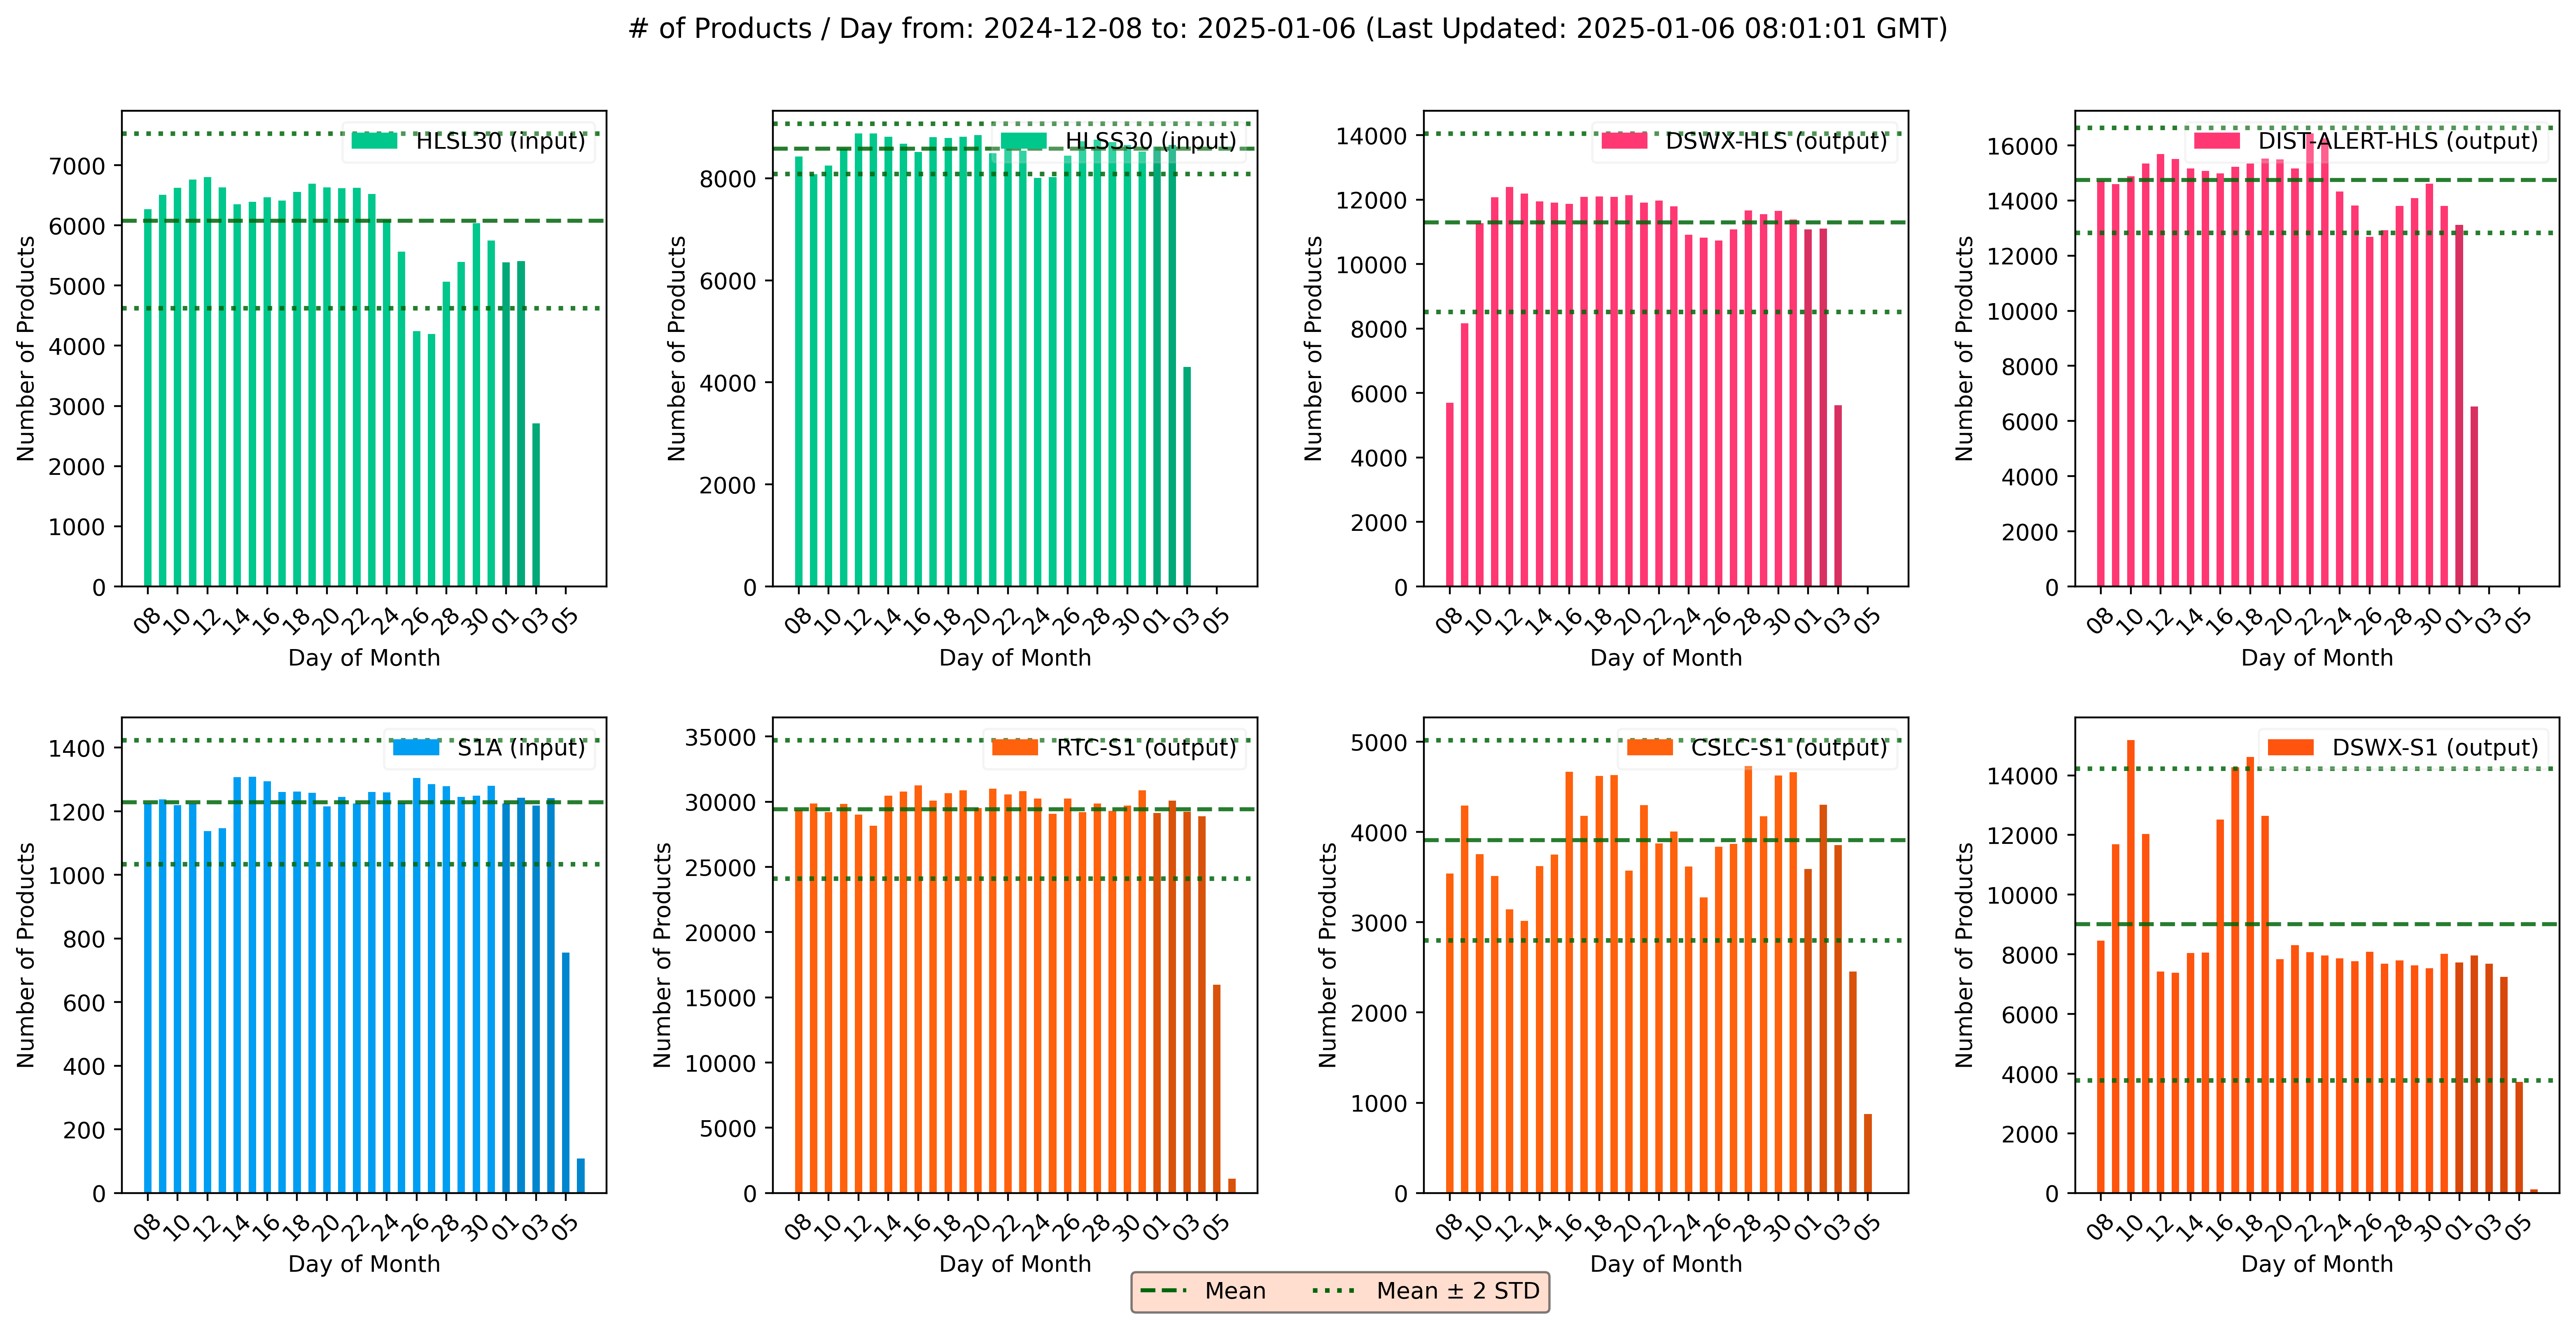 # of Products / Day from: 2024-12-08 to: 2025-01-06 (Last Updated: 2025-01-06 08:01:01 GMT)
HLSL30 (input)
Number of Products
7000
6000
5000
4000
3000
2000
1000
0
08 10 12 14 16 18 20 22 24 26 28 30 01 03 05
Day of Month
HLSS30 (input)
Number of Products
8000
6000
4000
2000
0
08 10 12 14 16 18 20 22 24 26 28 30 01 03 05
Day of Month
DSWX-HLS (output)
Number of Products
14000
12000
10000
8000
6000
4000
2000
0
08 10 12 14 16 18 20 22 24 26 28 30 01 03 05
Day of Month
DIST-ALERT-HLS (output)
Number of Products
16000
14000
12000
10000
8000
6000
4000
2000
0
08 10 12 14 16 18 20 22 24 26 28 30 01 03 05
Day of Month
S1A (input)
Number of Products
1400
1200
1000
800
600
400
200
0
08 10 12 14 16 18 20 22 24 26 28 30 01 03 05
Day of Month
RTC-S1 (output)
Number of Products
35000
30000
25000
20000
15000
10000
5000
0
08 10 12 14 16 18 20 22 24 26 28 30 01 03 05
Day of Month
CSLC-S1 (output)
Number of Products
5000
4000
3000
2000
1000
0
08 10 12 14 16 18 20 22 24 26 28 30 01 03 05
Day of Month
DSWX-S1 (output)
Number of Products
14000
12000
10000
8000
6000
4000
2000
0
08 10 12 14 16 18 20 22 24 26 28 30 01 03 05
Day of Month
Mean
Mean ± 2 STD